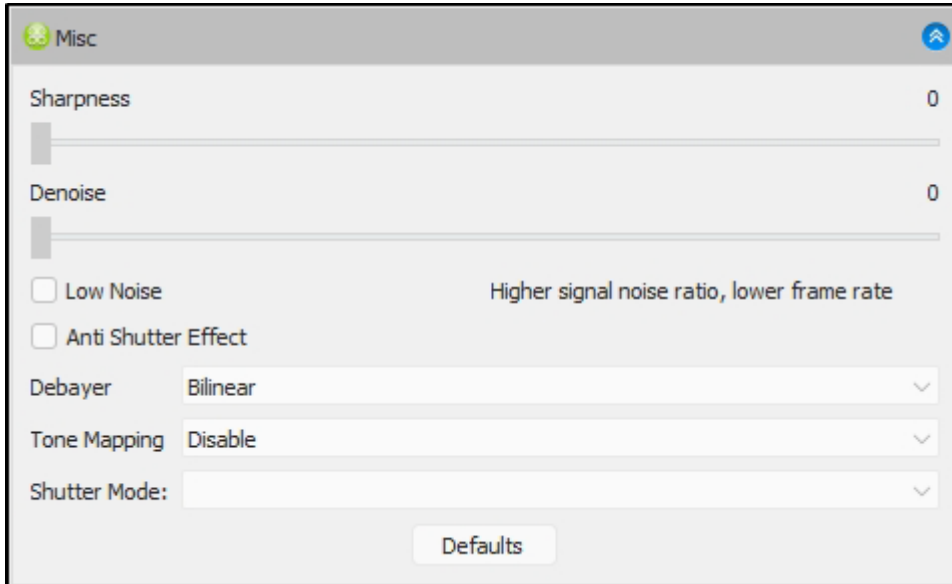 Misc
Sharpness 0
Denoise 0
Low Noise Higher signal noise ratio, lower frame rate
Anti Shutter Effect
Debayer Bilinear
Tone Mapping Disable
Shutter Mode:
Defaults